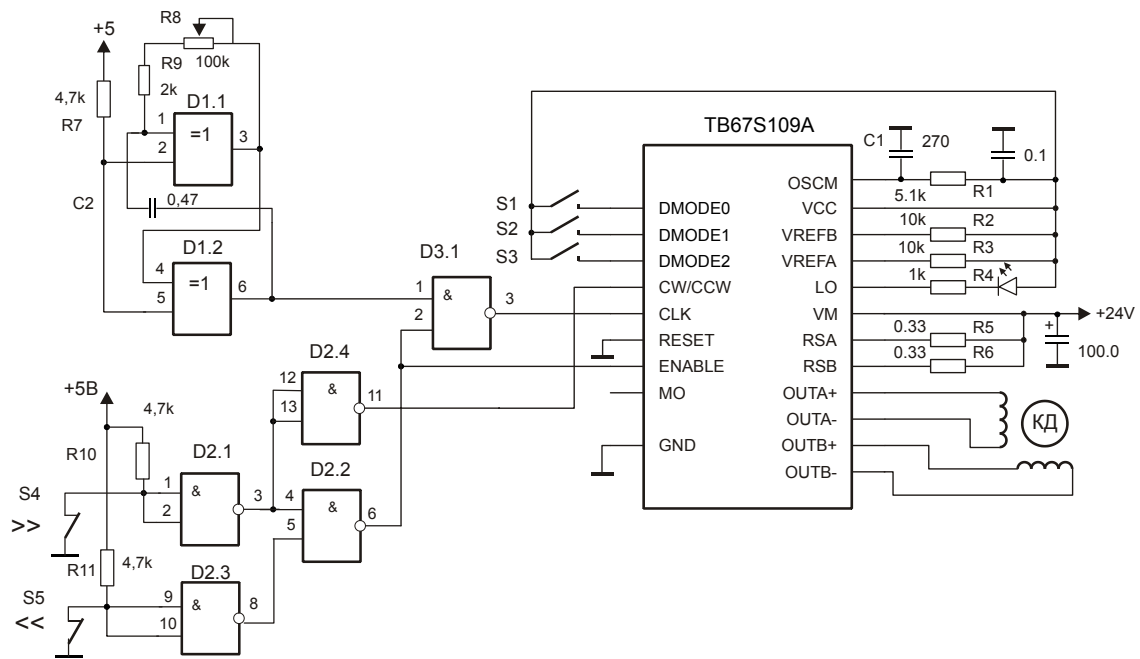 R8
+5
R9
100k
2k
4,7k
R7
D1.1
1
=1
3
2
C2
0,47
D1.2
4
=1
6
5
TB67S109A
C1
270
0.1
OSCM
R1
5.1k
S1
DMODE0
VCC
10k
R2
S2
DMODE1
VREFB
10k
R3
S3
DMODE2
VREFA
1k
R4
CW/CCW
LO
D3.1
1
&
3
2
CLK
VM
+24V
0.33
R5
+
100.0
RESET
RSA
0.33
R6
ENABLE
RSB
D2.4
12
&
11
13
MO
OUTA+
OUTA-
КД
GND
OUTB+
OUTB-
+5В
4,7k
R10
D2.1
1
&
3
2
D2.2
4
&
6
5
S4
>>
R11
4,7k
D2.3
9
&
8
10
S5
<<